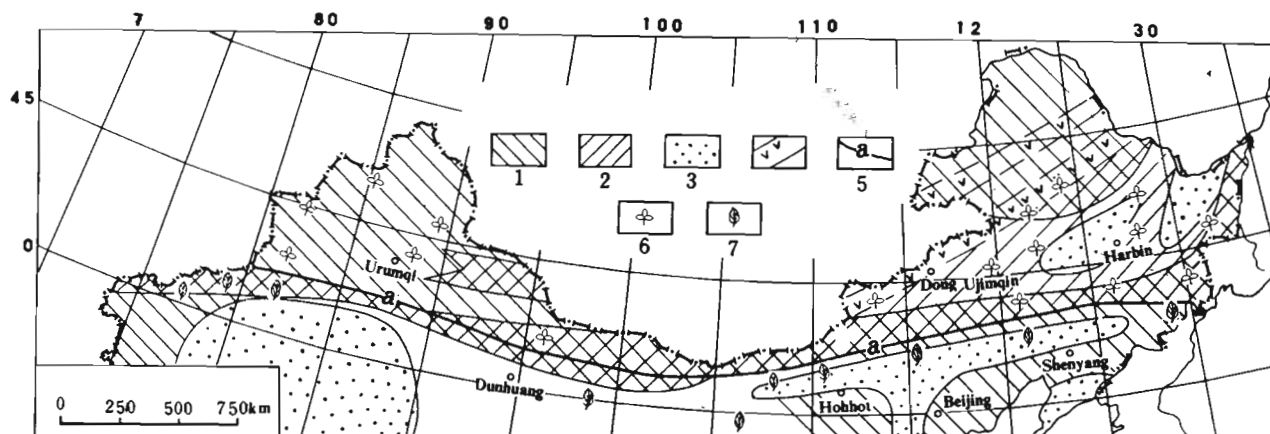 7 80 90 100 110 12 30
45
0
a
1 2 3 5
6 7
Urumqi
Harbin
Dong Ujimqin
a
a
Dunhuang
Shenyang
Hohhot
Beijing
0 250 500 750km